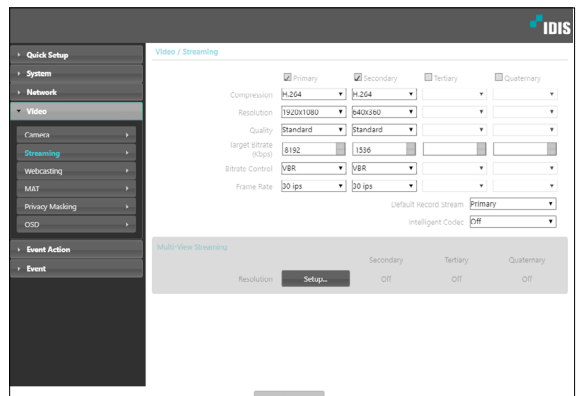 IDIS
Quick Setup
System
Network
Video
Camera
Streaming
Webcasting
MAT
Privacy Masking
OSD
Event Action
Event
Video / Streaming
Primary Secondary Tertiary Quaternary
Compression H.264 H.264
Resolution 1920x1080 640x360
Quality Standard Standard
Target Bitrate
(Kbps) 8192 1536
Bitrate Control VBR VBR
Frame Rate 30 ips 30 ips
Default Record Stream Primary
Intelligent Codec Off
Multi-View Streaming
Secondary Tertiary Quaternary
Resolution Setup... Off Off Off